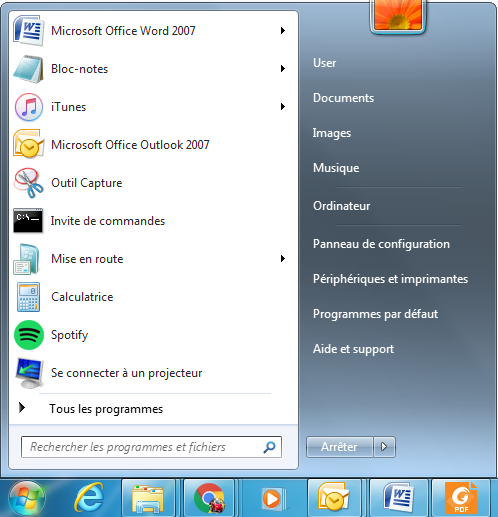 Microsoft Office Word 2007
Bloc-notes
iTunes
Microsoft Office Outlook 2007
Outil Capture
C:\_
Invite de commandes
Mise en route
Calculatrice
Spotify
Se connecter à un projecteur
Tous les programmes
Rechercher les programmes et fichiers
User
Documents
Images
Musique
Ordinateur
Panneau de configuration
Périphériques et imprimantes
Programmes par défaut
Aide et support
Arrêter
PDF